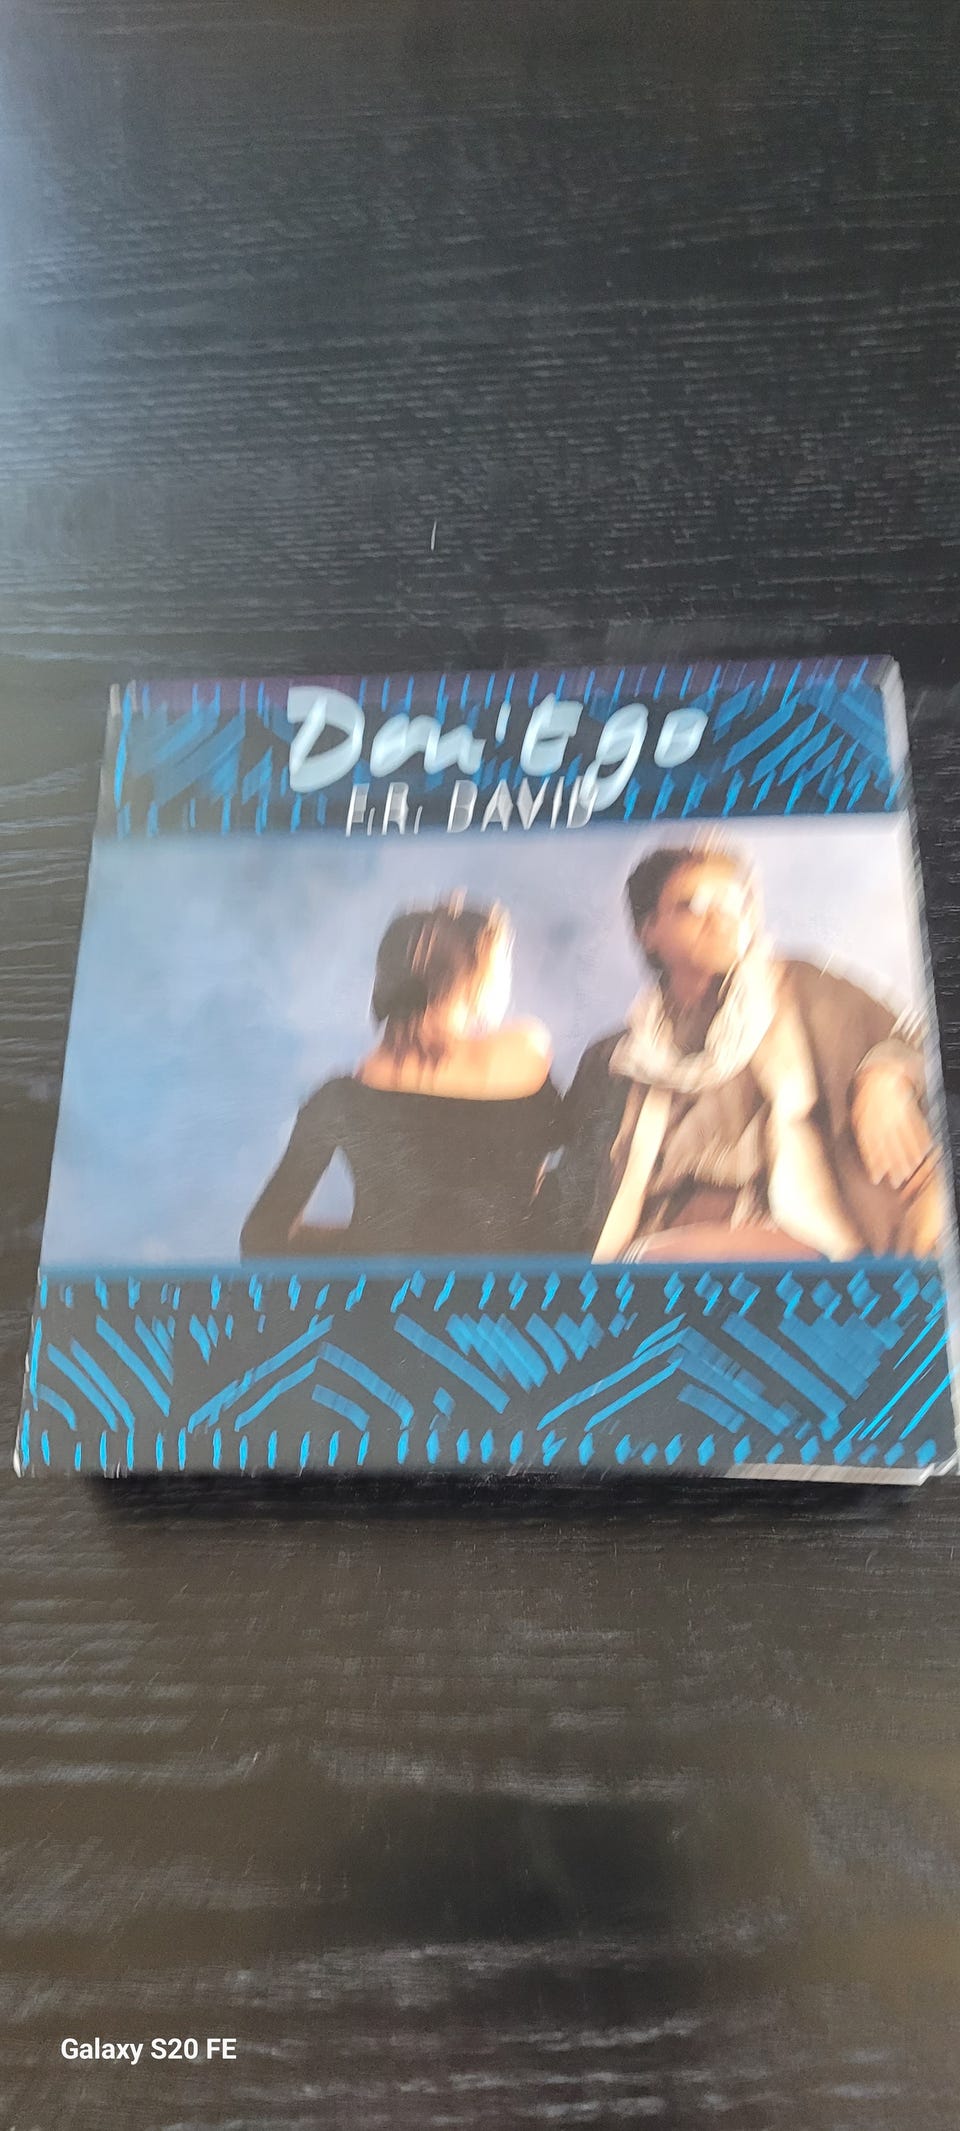 Don't go
F.R. DAVID
Galaxy S20 FE